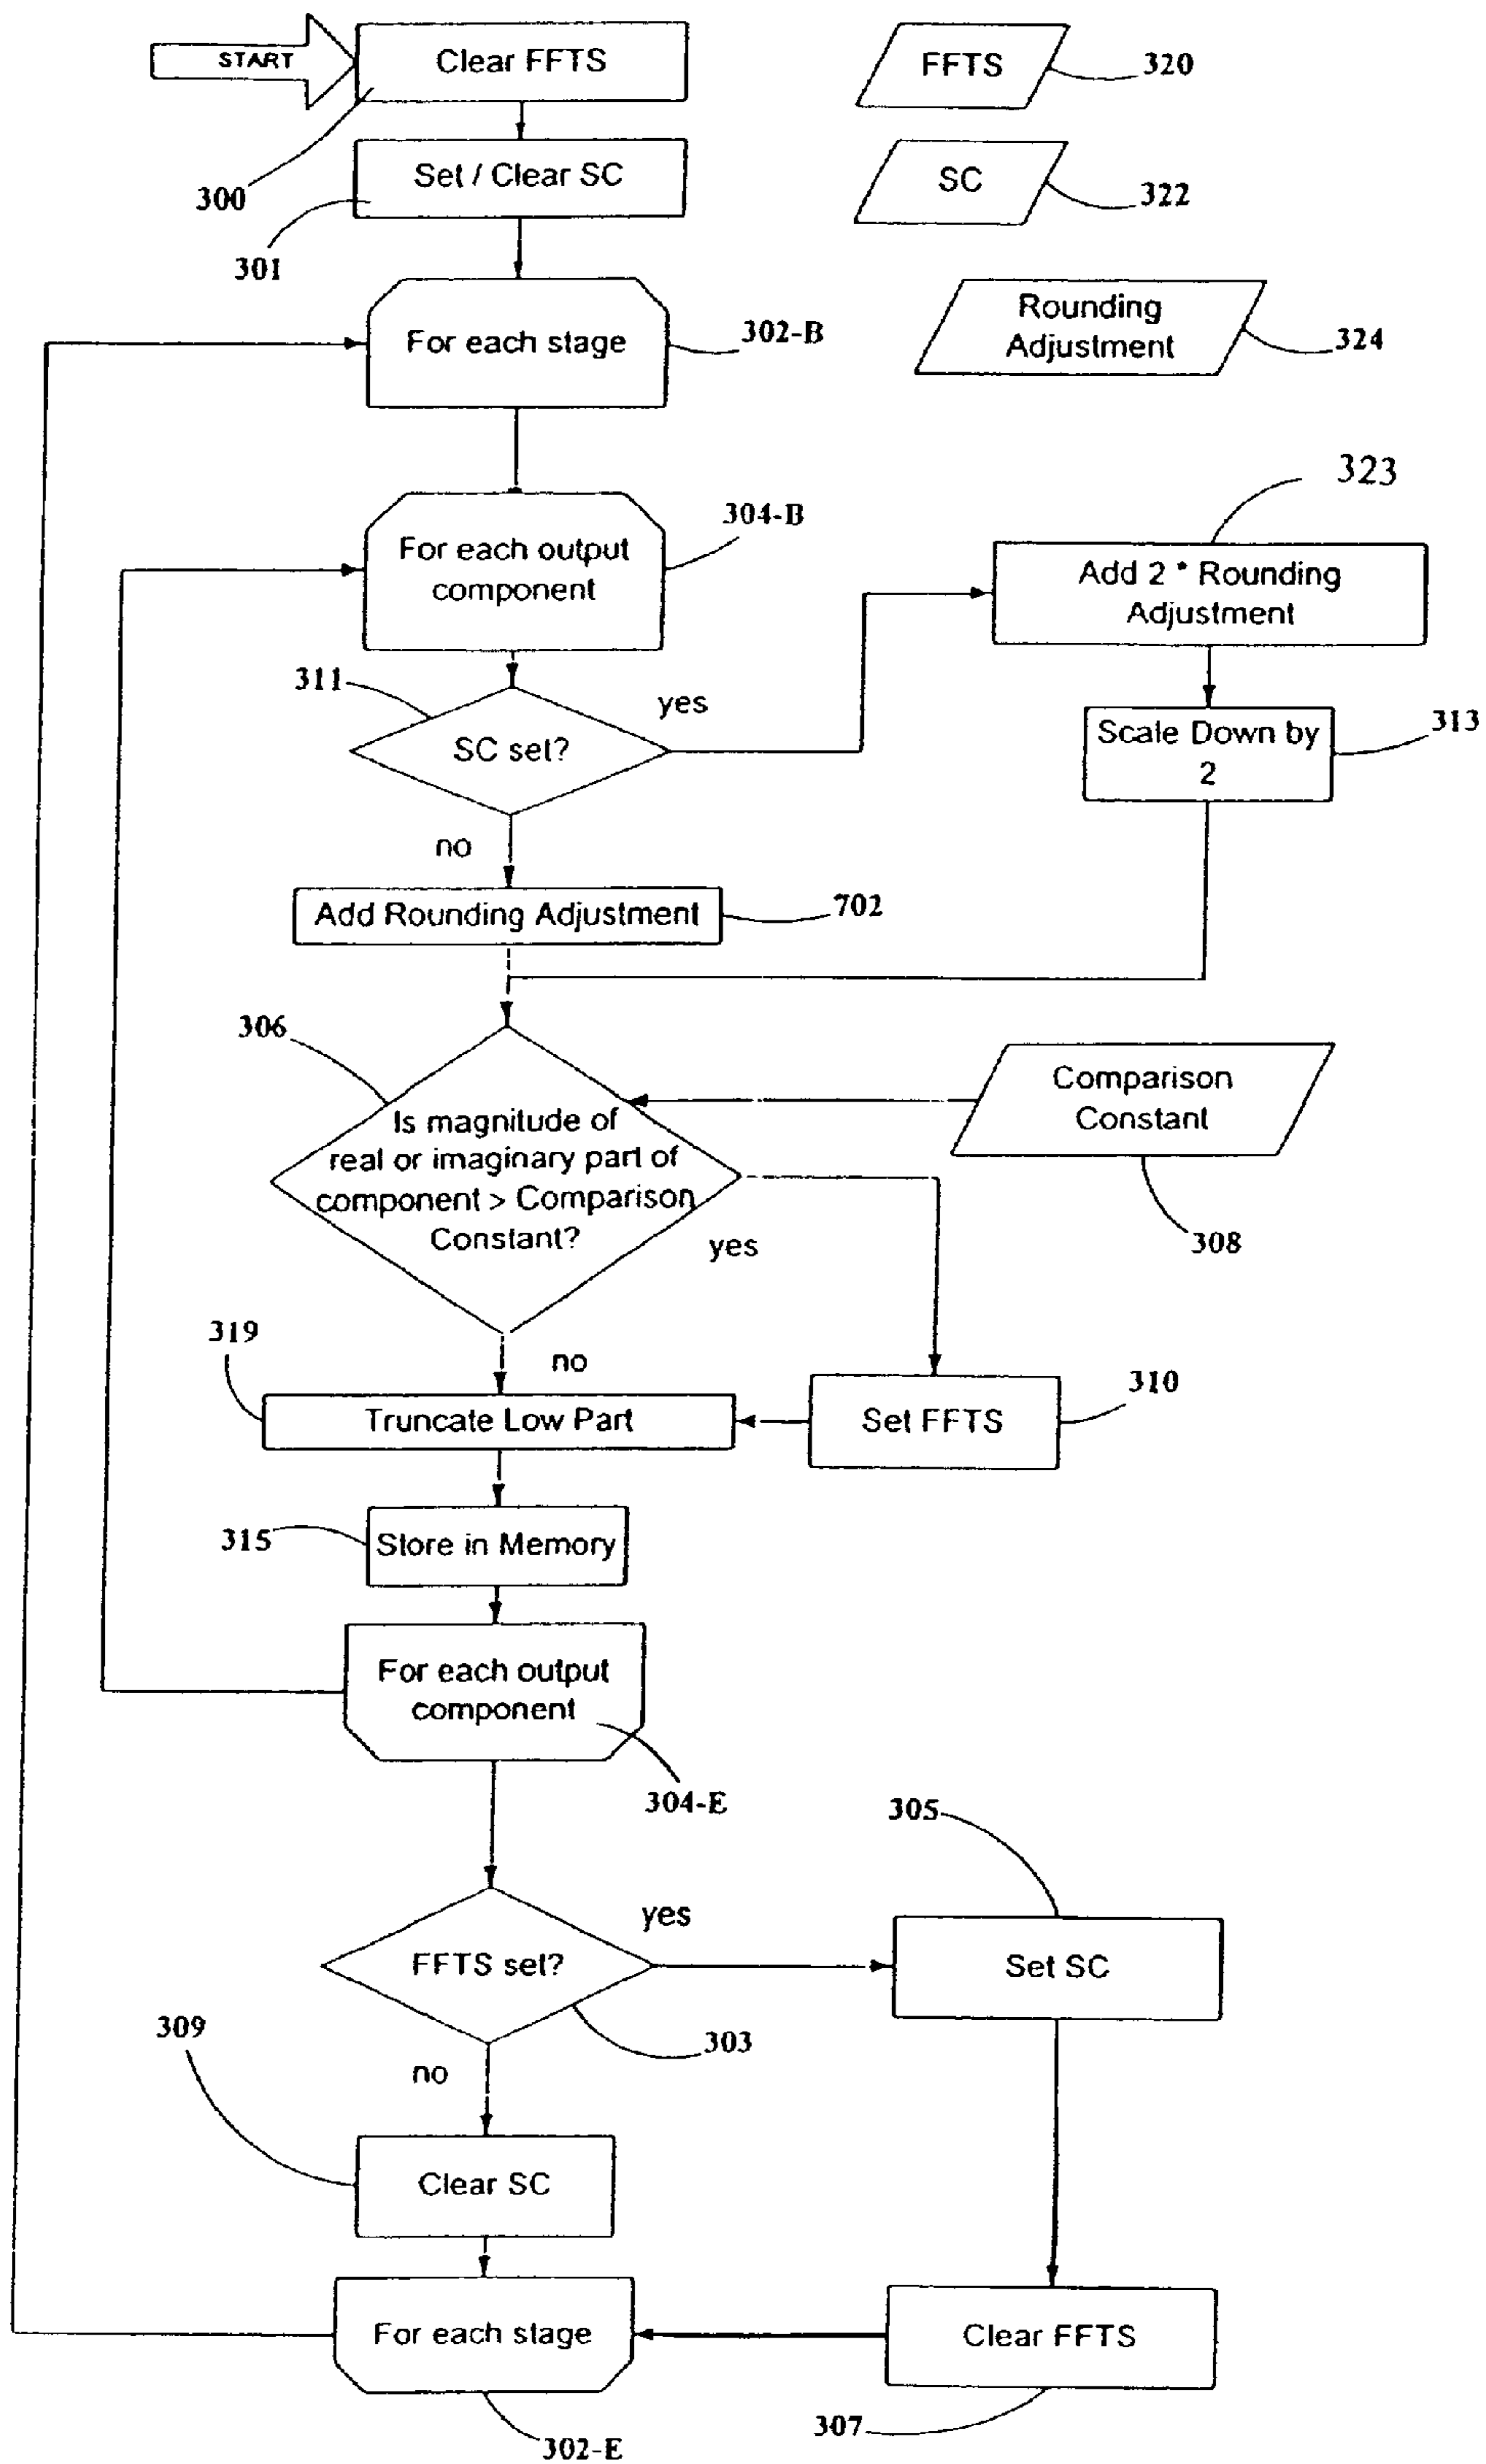 START
Clear FFTS
FFTS
320
300
Set / Clear SC
SC
322
301
For each stage
302-B
Rounding
Adjustment
324
323
304-B
For each output
component
Add 2 * Rounding
Adjustment
311
yes
SC set?
Scale Down by
2
313
no
Add Rounding Adjustment
702
306
Comparison
Constant
Is magnitude of
real or imaginary part of
component > Comparison
Constant?
yes
308
319
no
310
Truncate Low Part
Set FFTS
315
Store in Memory
For each output
component
304-E
305
yes
FFTS set?
Set SC
309
303
no
Clear SC
For each stage
Clear FFTS
307
302-E